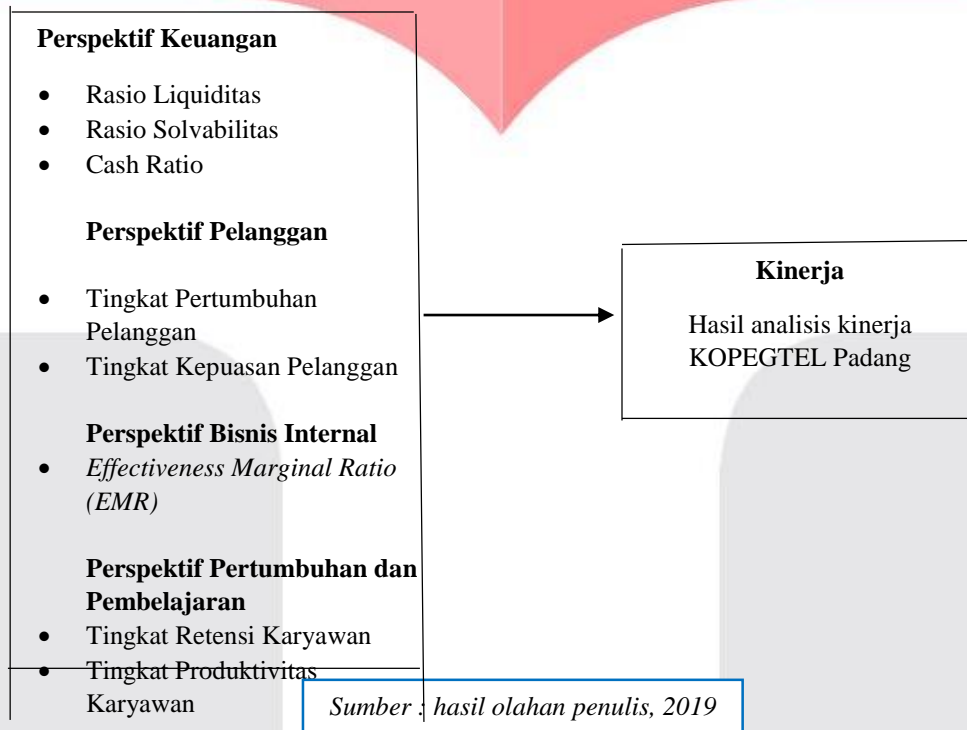 Perspektif Keuangan
• Rasio Liquiditas
• Rasio Solvabilitas
• Cash Ratio
Perspektif Pelanggan
• Tingkat Pertumbuhan
Pelanggan
• Tingkat Kepuasan Pelanggan
Perspektif Bisnis Internal
• Effectiveness Marginal Ratio
(EMR)
Perspektif Pertumbuhan dan
Pembelajaran
• Tingkat Retensi Karyawan
• Tingkat Produktivitas
Karyawan
Kinerja
Hasil analisis kinerja
KOPEGTEL Padang
Sumber : hasil olahan penulis, 2019